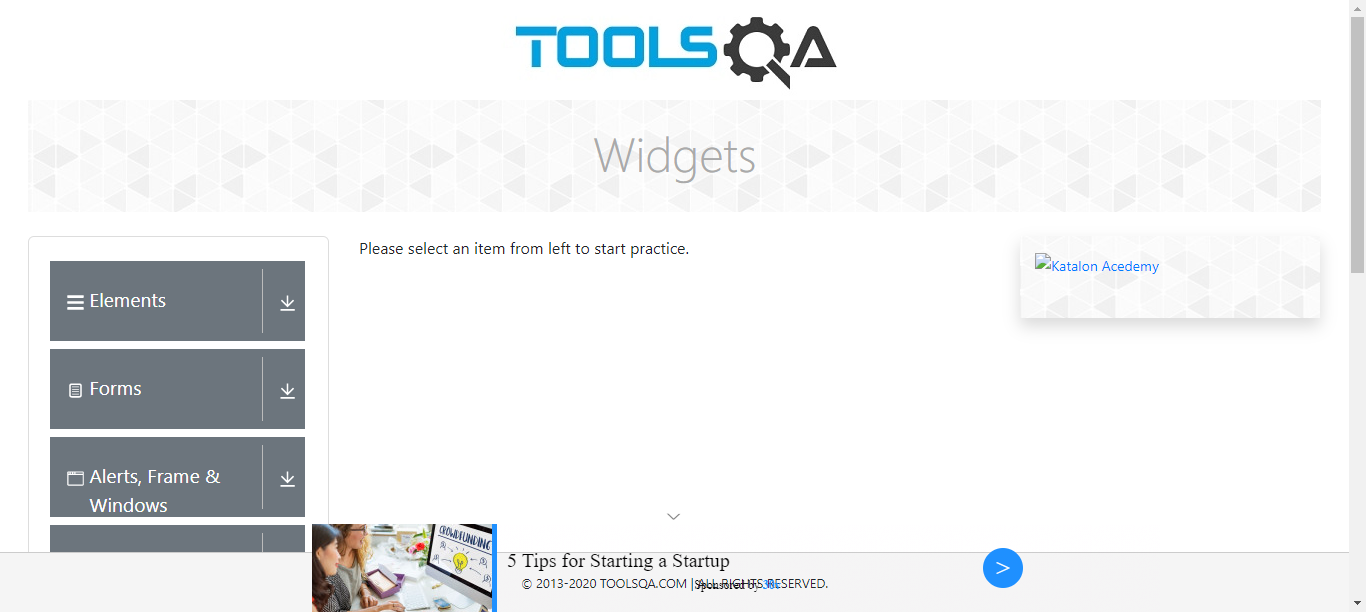 TOOLSQA
Widgets
Elements
Forms
Alerts, Frame &
Windows
Please select an item from left to start practice.
Katalon Acedemy
CROWDFUNDING
5 Tips for Starting a Startup
© 2013-2020 TOOLSQA.COM | ALL RIGHTS RESERVED.
Sponsored by
>